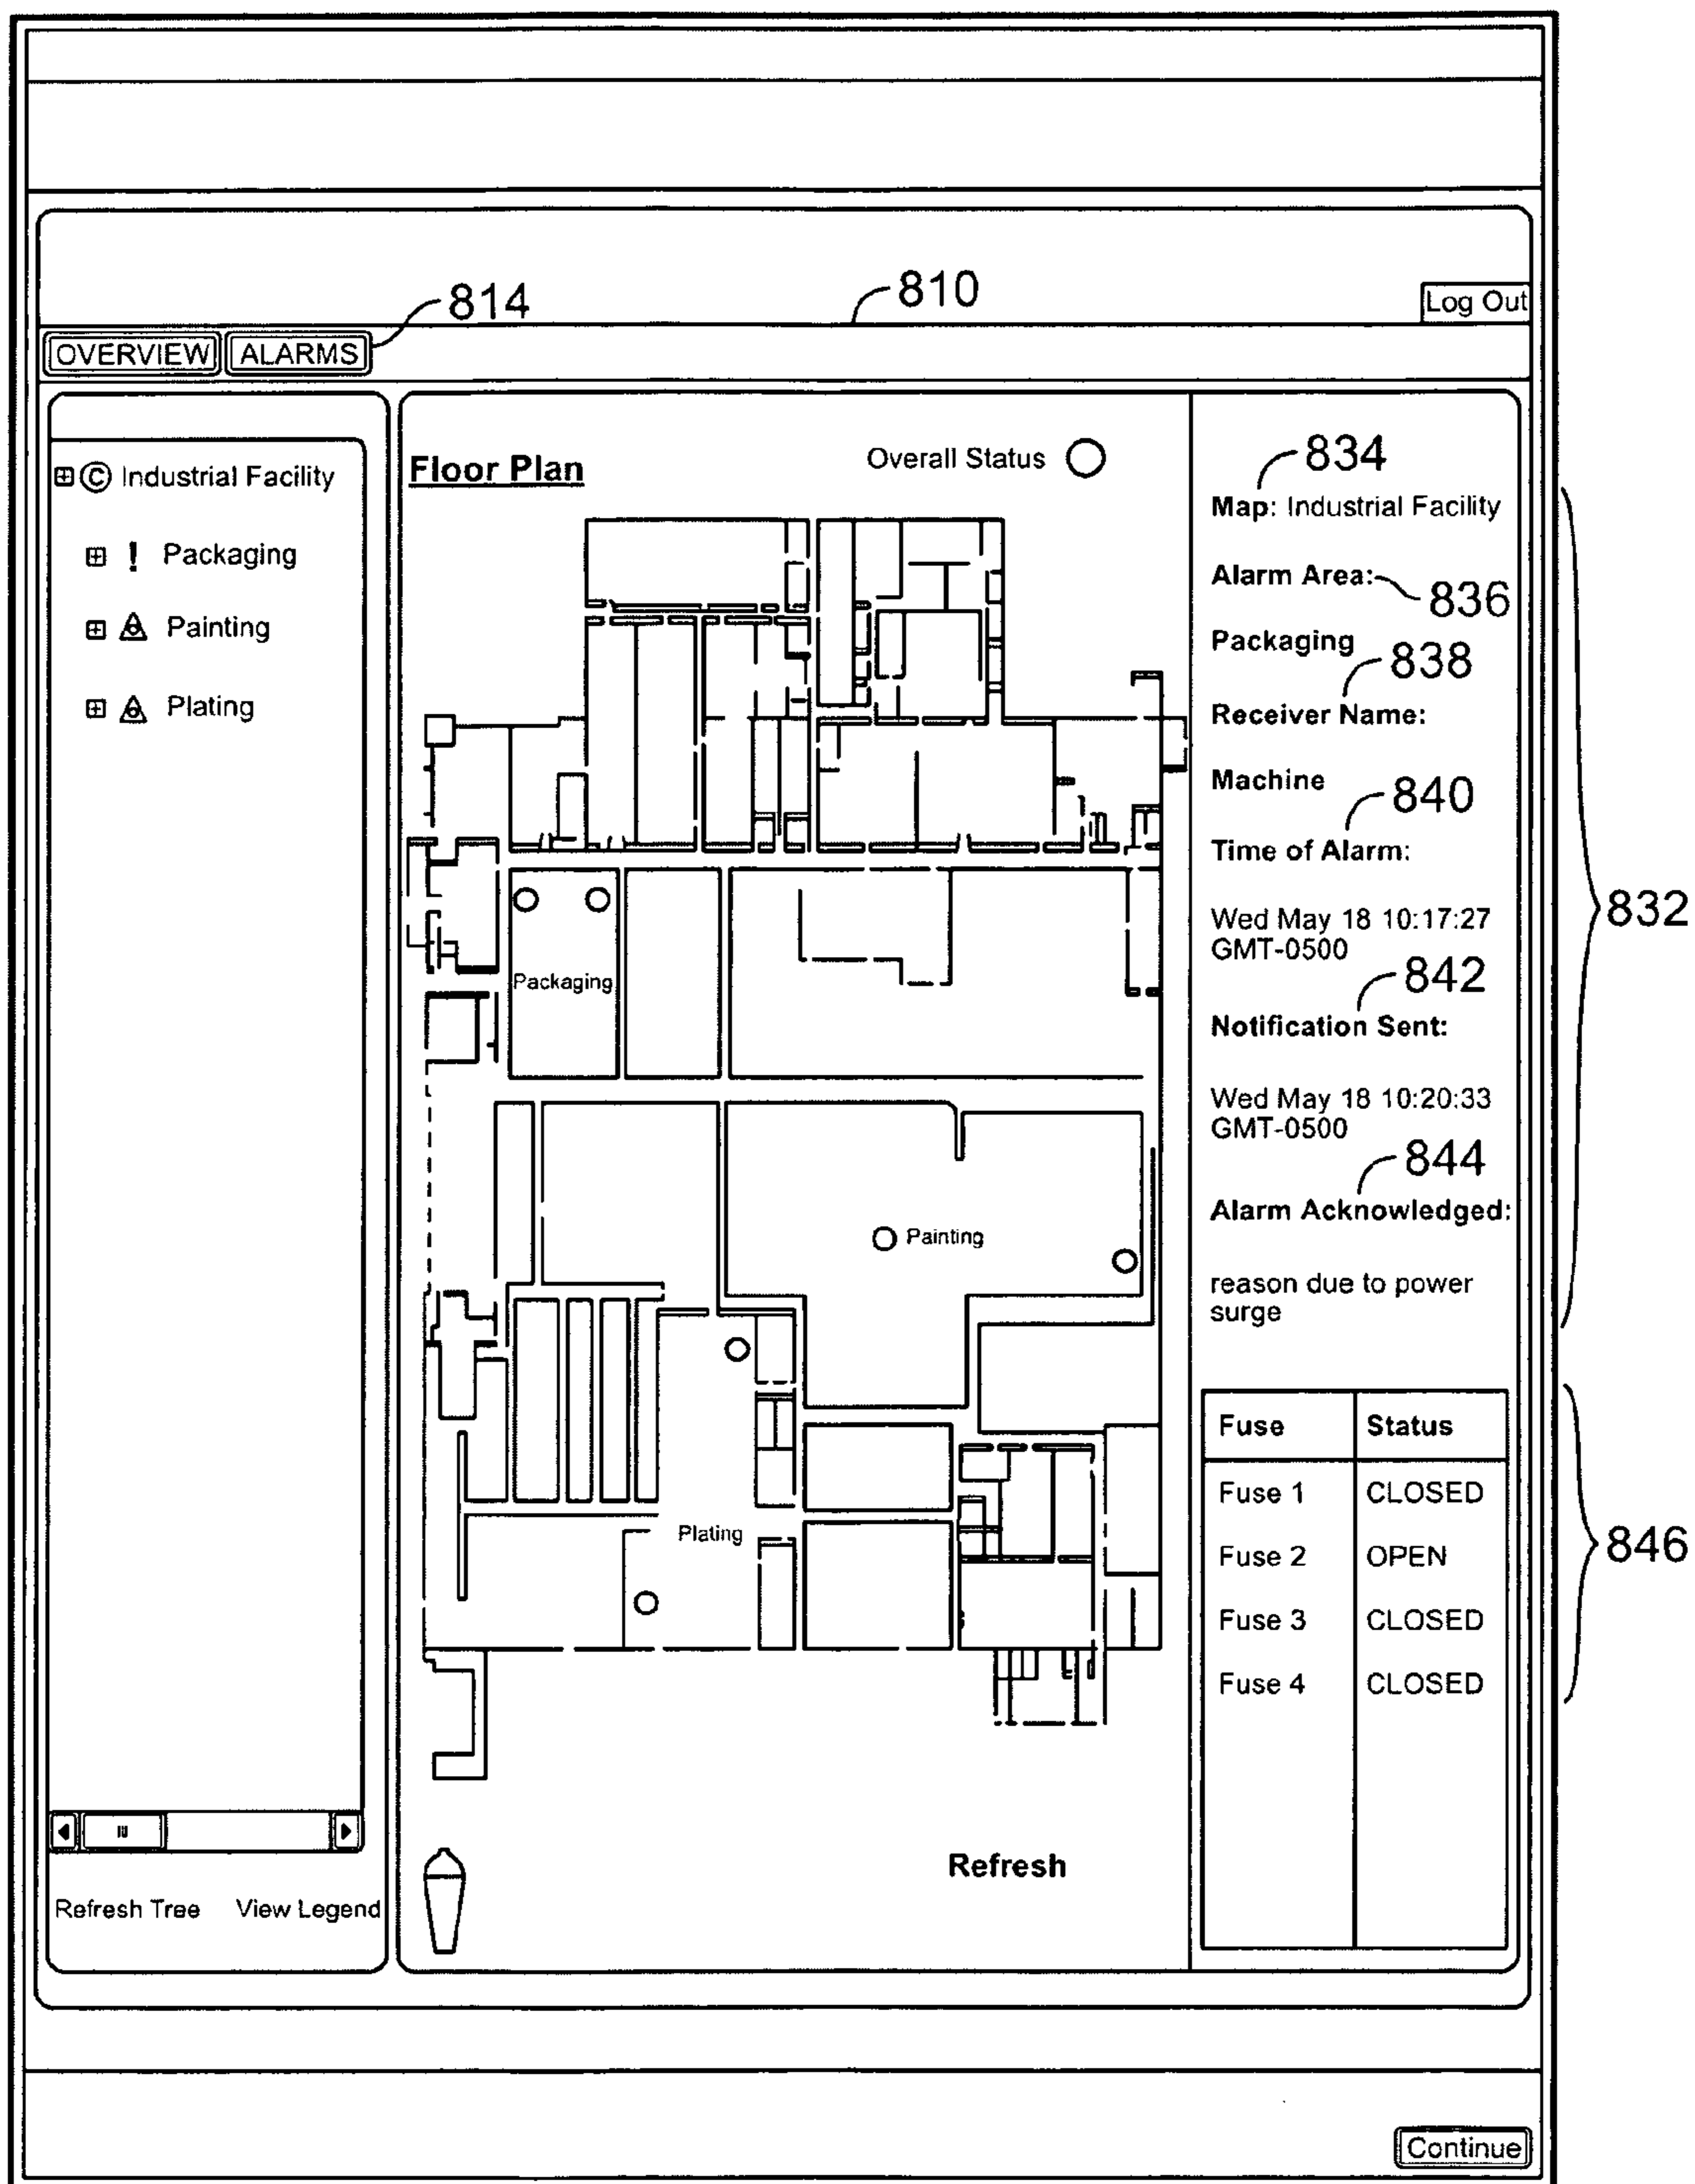 814
810
Log Out
OVERVIEW
ALARMS
Industrial Facility
! Packaging
Painting
Plating
Refresh Tree
View Legend
Floor Plan
Overall Status
Packaging
Painting
Plating
Refresh
834
Map: Industrial Facility
Alarm Area:
836
Packaging
838
Receiver Name:
Machine
840
Time of Alarm:
Wed May 18 10:17:27
GMT-0500
842
Notification Sent:
Wed May 18 10:20:33
GMT-0500
844
Alarm Acknowledged:
reason due to power
surge
832
Fuse Status
Fuse 1 CLOSED
Fuse 2 OPEN
Fuse 3 CLOSED
Fuse 4 CLOSED
846
Continue